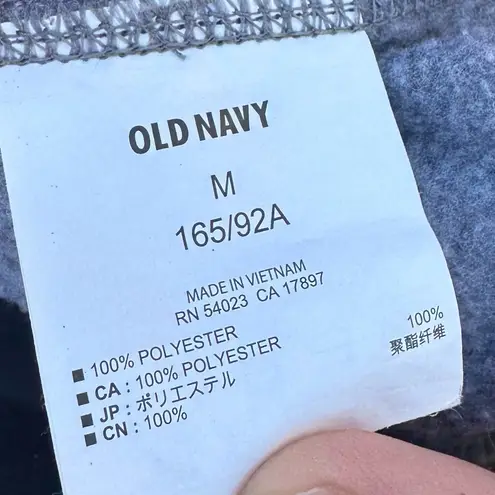 OLD NAVY
M
165/92A
MADE IN VIETNAM
RN 54023 CA 17897
■ 100% POLYESTER
■ CA : 100% POLYESTER
■ JP : ポリエステル
■ CN : 100%
100%
聚酯纤维